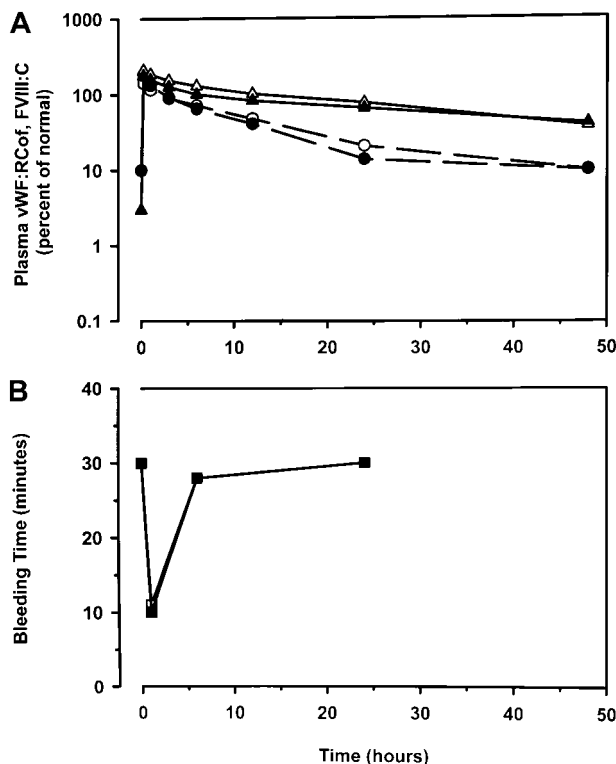 A
1000
100
10
1
0.1
Plasma vWF:RCof, FVIII:C
(percent of normal)
0 10 20 30 40 50
B
40
30
20
10
0
Bleeding Time (minutes)
0 10 20 30 40 50
Time (hours)